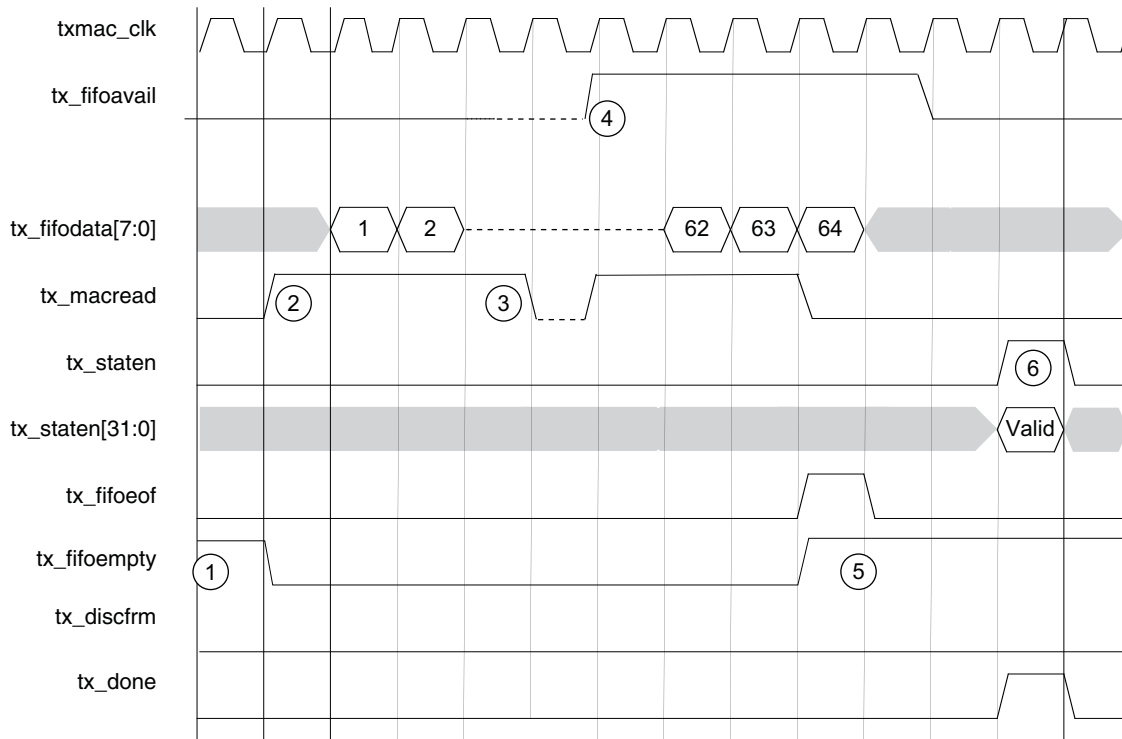 txmac_clk
tx_fifoavail
4
tx_fifodata[7:0]
1 2 62 63 64
tx_macread
2 3
tx_staten
6
tx_staten[31:0]
Valid
tx_fifoeof
tx_fifoempty
1 5
tx_discfrm
tx_done